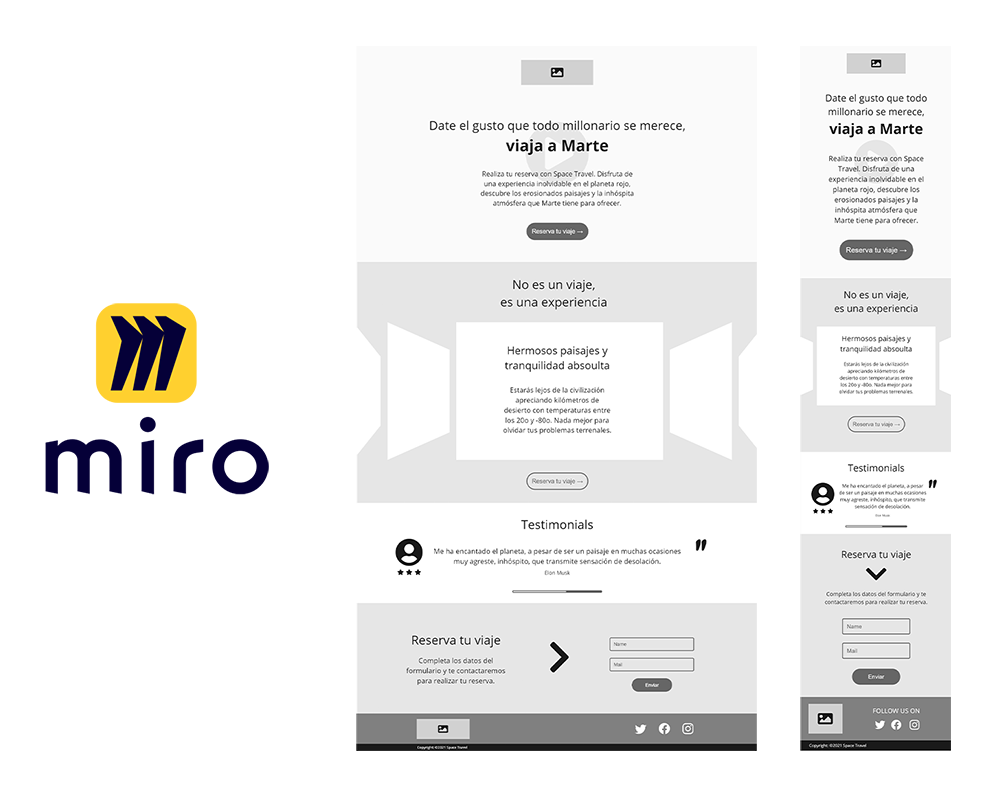 miro
Date el gusto que todo millonario se merece,
viaja a Marte
Realiza tu reserva con Space Travel. Disfruta de
una experiencia inolvidable en el planeta rojo,
descubre los erosionados paisajes y la inhóspita
atmósfera que Marte tiene para ofrecer.
Reserva tu viaje →
No es un viaje,
es una experiencia
Hermosos paisajes y
tranquilidad absoulta
Estarás lejos de la civilización
apreciando kilómetros de
desierto con temperaturas entre
los 20o y -80o. Nada mejor para
olvidar tus problemas terrenales.
Reserva tu viaje →
Testimonials
Me ha encantado el planeta, a pesar de ser un paisaje en muchas ocasiones
muy agreste, inhóspito, que transmite sensación de desolación.
Elon Musk
Reserva tu viaje
Completa los datos del
formulario y te contactaremos
para realizar tu reserva.
Name
Mail
Enviar
Copyright ©2021 Space Travel
Date el gusto que todo
millonario se merece,
viaja a Marte
Realiza tu reserva con Space
Travel. Disfruta de una
experiencia inolvidable en el
planeta rojo, descubre los
erosionados paisajes y la
inhóspita atmósfera que
Marte tiene para ofrecer.
Reserva tu viaje →
No es un viaje,
es una experiencia
Hermosos paisajes y
tranquilidad absoulta
Estarás lejos de la civilización
apreciando kilómetros de
desierto con temperaturas entre
los 20o y -80o. Nada mejor para
olvidar tus problemas terrenales.
Reserva tu viaje →
Testimonials
Me ha encantado el planeta, a pesar
de ser un paisaje en muchas ocasiones
muy agreste, inhóspito, que transmite
sensación de desolación.
Elon Musk
Reserva tu viaje
Completa los datos del formulario y te
contactaremos para realizar tu reserva.
Name
Mail
Enviar
FOLLOW US ON
Copyright: ©2021 Space Travel